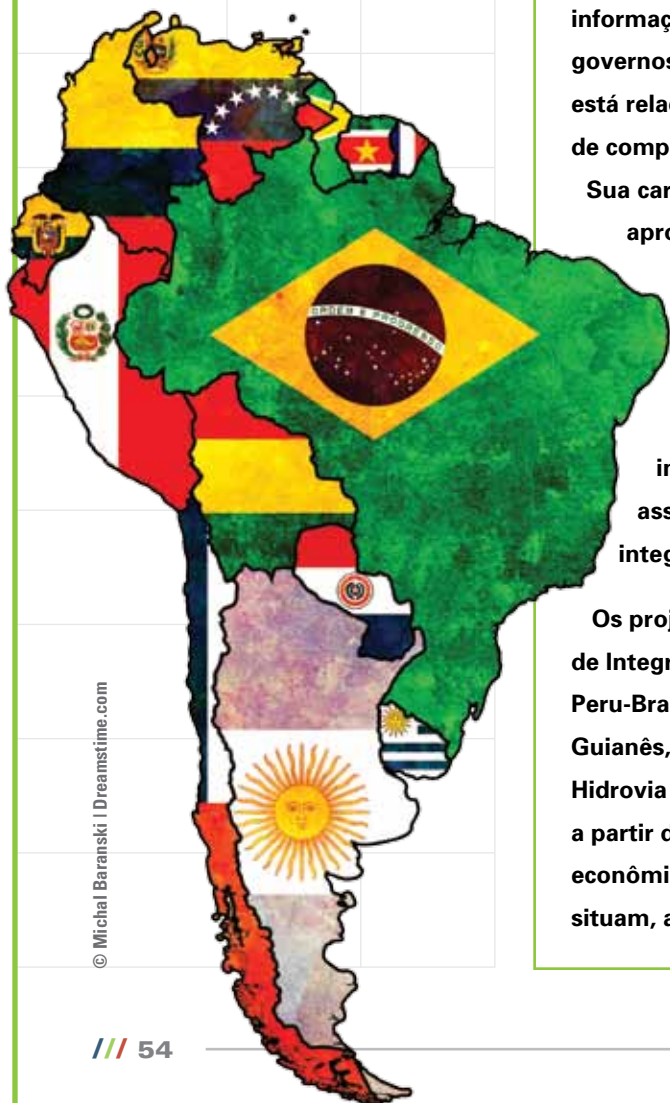 informaç
governos
está rela
de comp
Sua car
apro
ORDEM E PROGRESSO
in
ass
integ
Os proj
de Integr
Peru-Bra
Guianês,
Hidrovia
a partir d
econômi
situam, a
© Michal Baranski | Dreamstime.com
/// 54